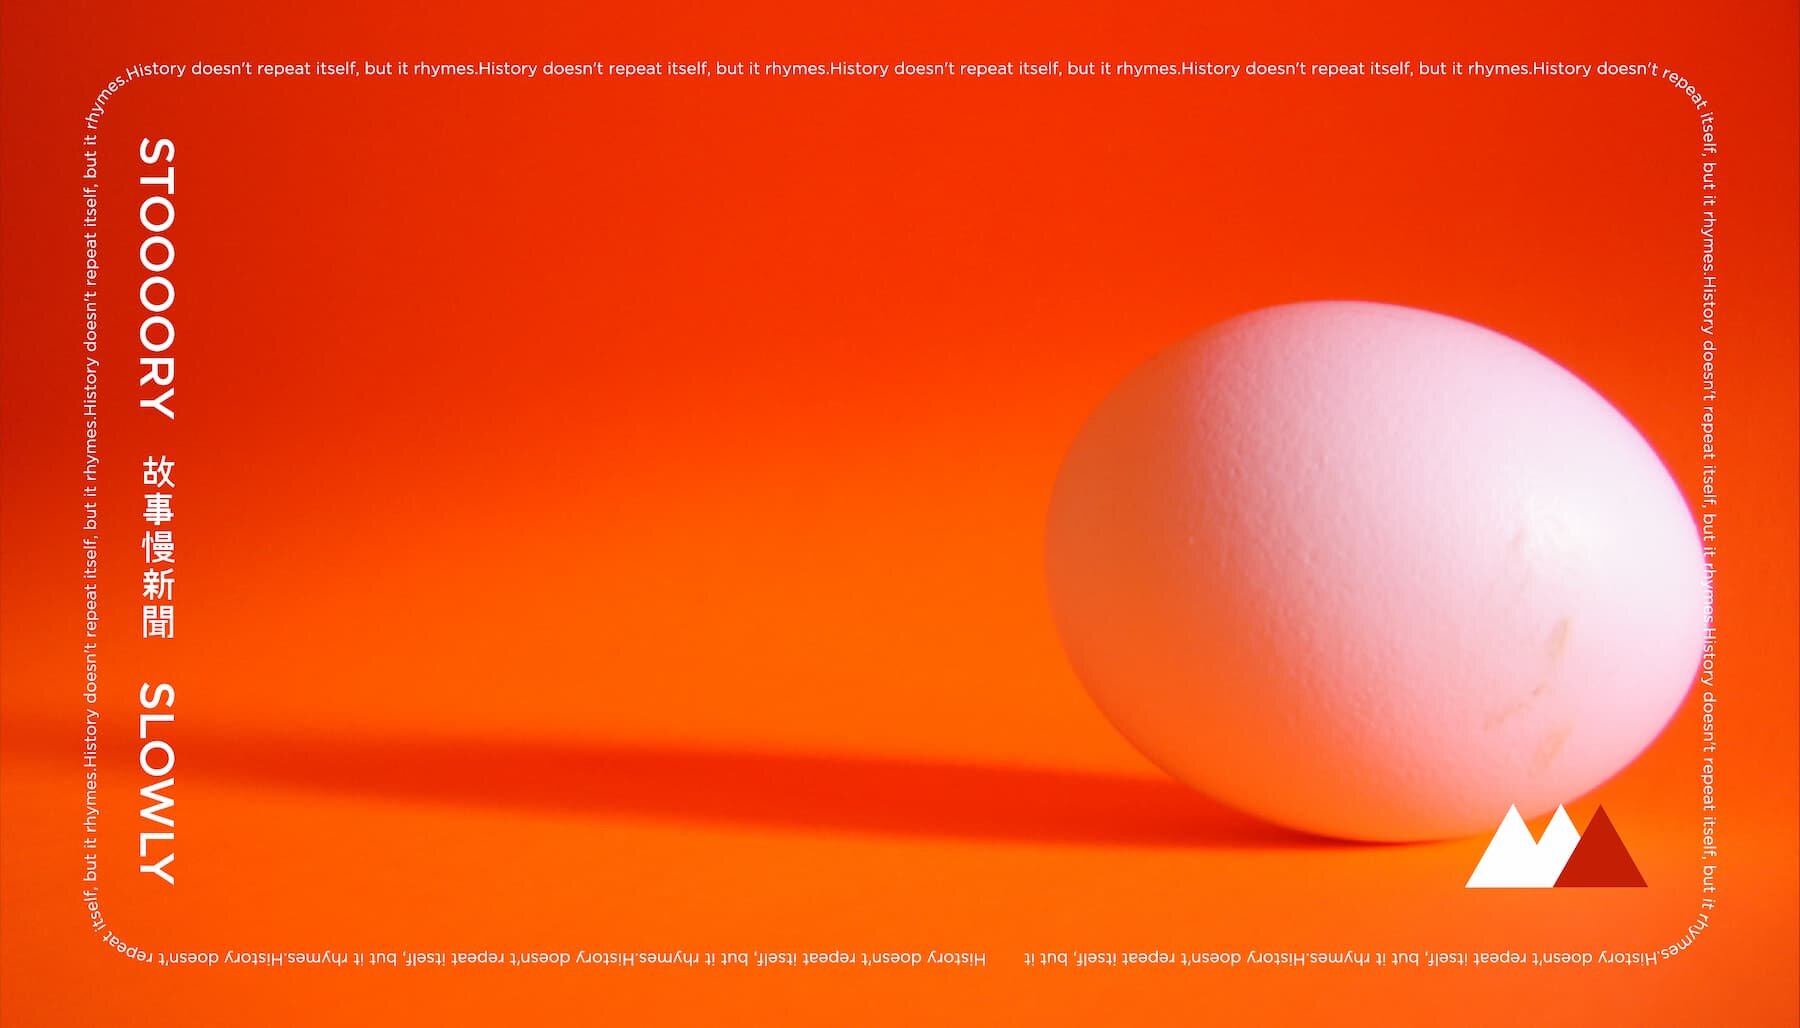 History doesn't repeat itself, but it rhymes.History doesn't repeat itself, but it rhymes.History doesn't repeat itself, but it rhymes.History doesn't repeat itself, but it rhymes.History doesn't repeat
itself, but it rhymes.History doesn't repeat itself, but it rhymes.History doesn't repeat itself, but it rhymes.
History doesn't repeat itself, but it rhymes.History doesn't repeat itself, but it
History doesn't repeat itself, but it rhymes.History doesn't repeat itself, but it rhymes.History doesn't repeat
itself, but it rhymes.History doesn't repeat itself, but it rhymes.History doesn't repeat itself, but it rhymes.
STOOOORY 故事慢新聞 SLOWLY